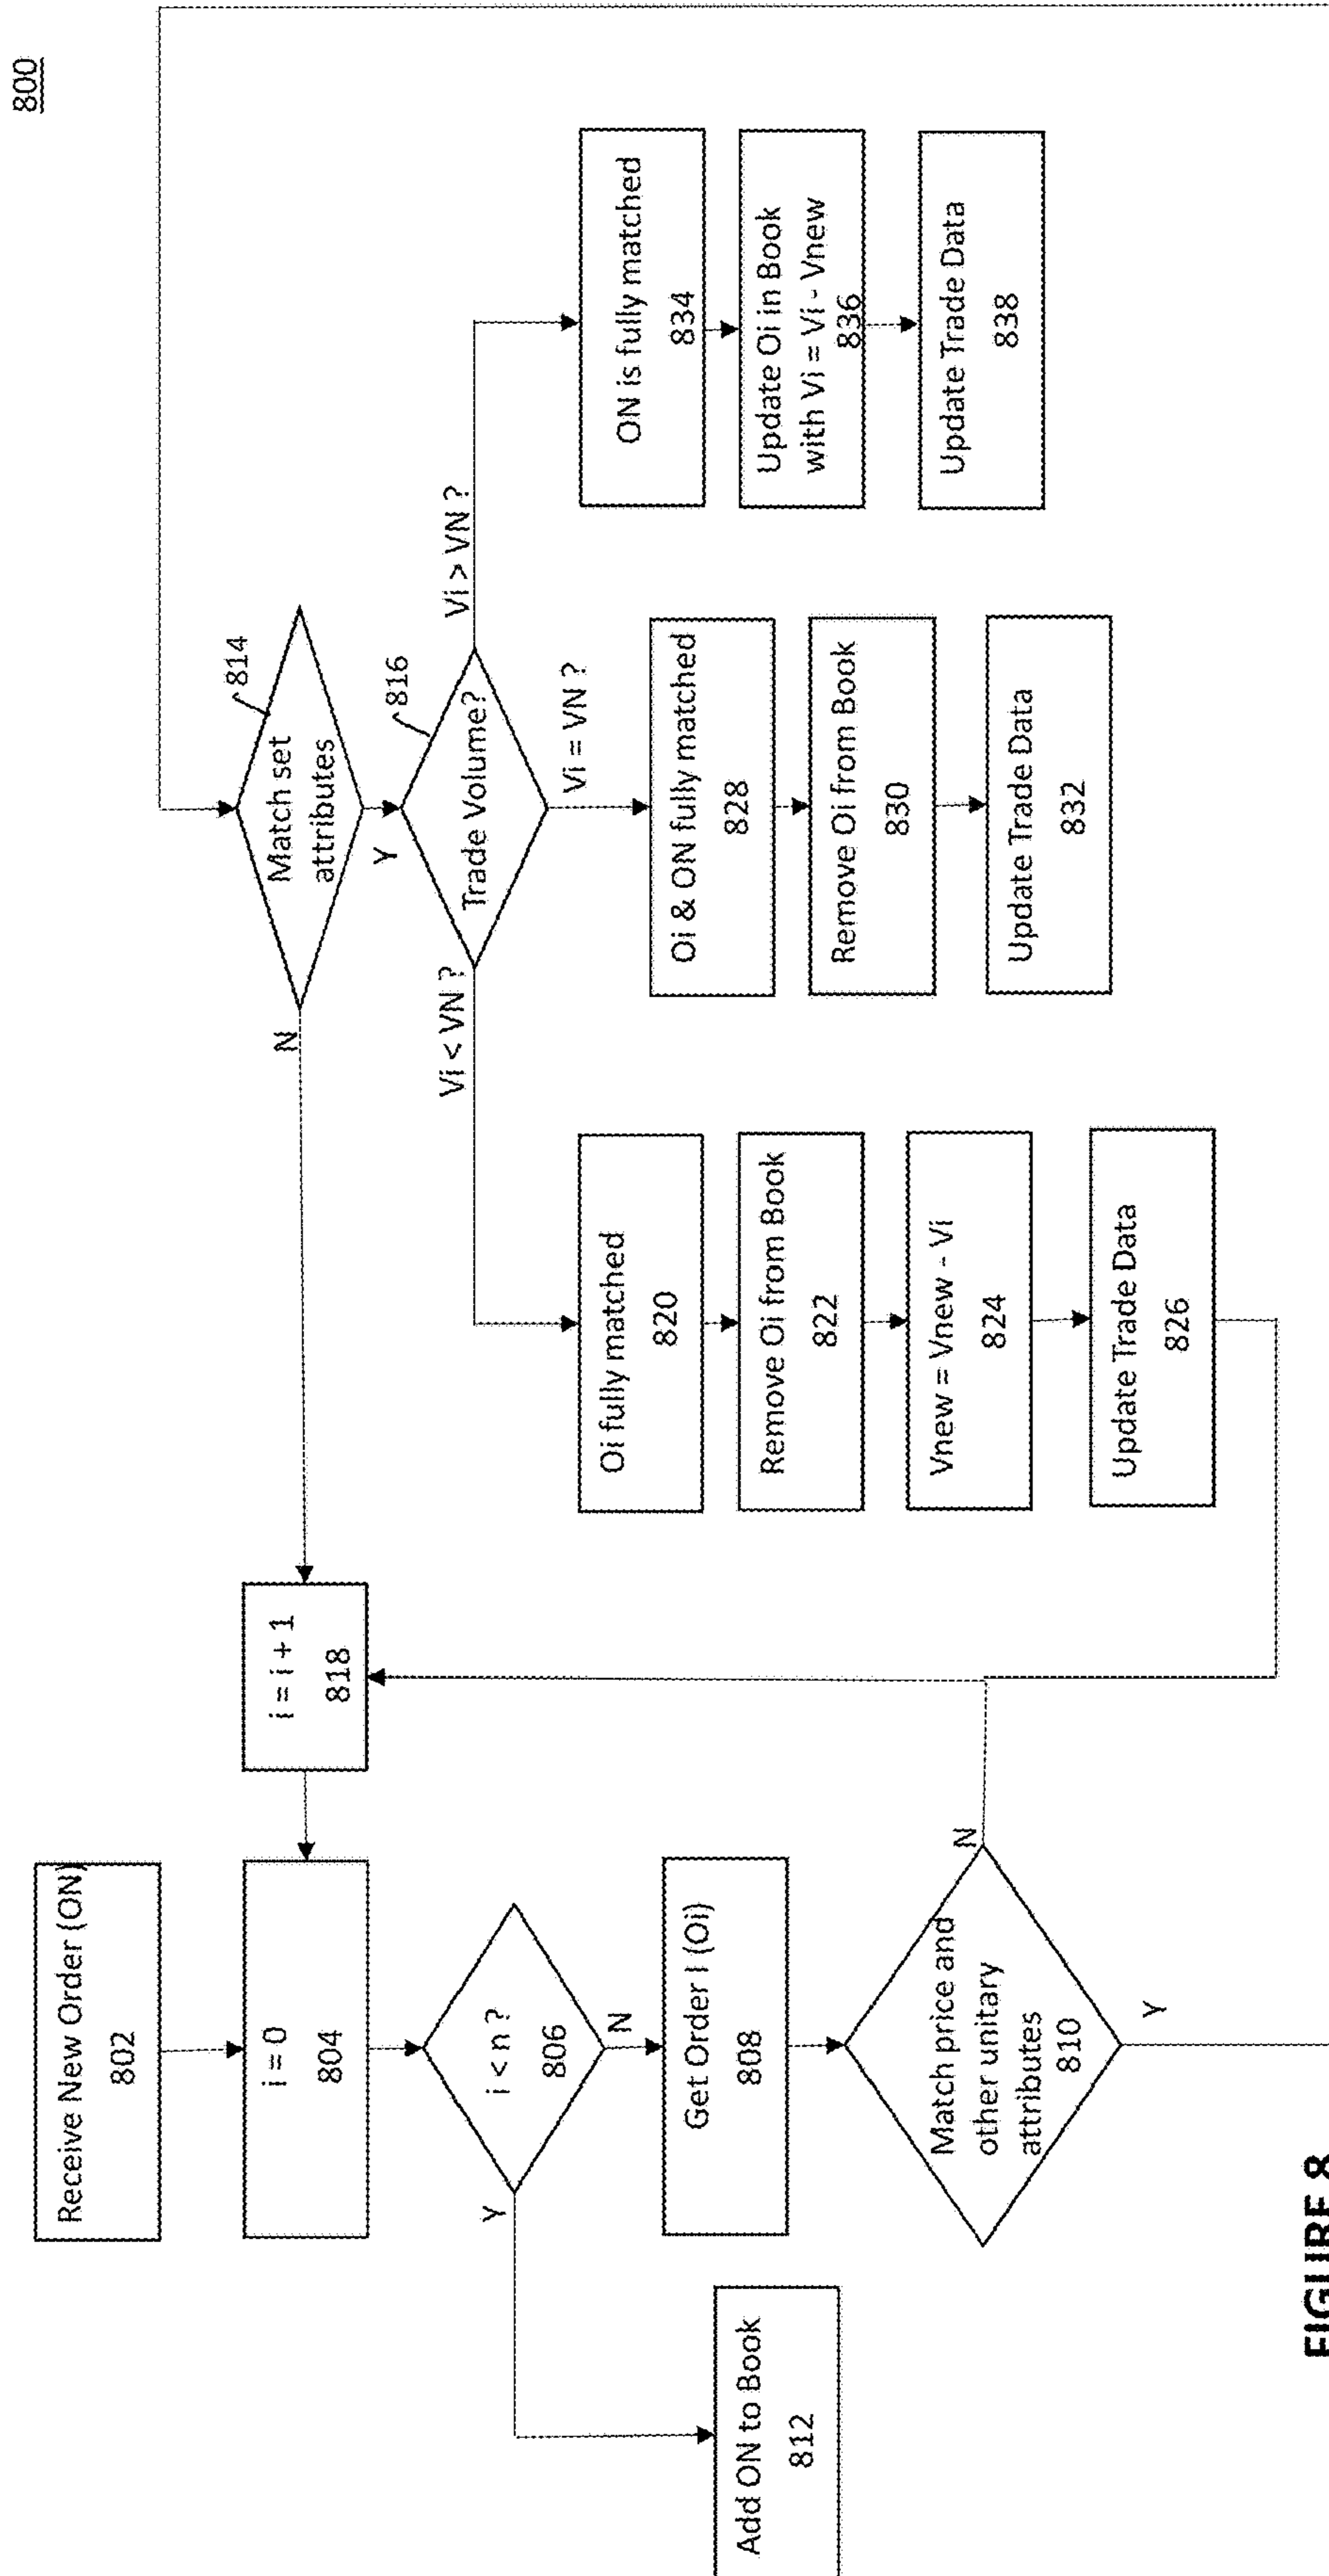 800
Receive New Order (ON)
802
i = 0
804
i = i + 1
818
i < n ?
806
Y
N
Add ON to Book
812
Get Order I (Oi)
808
Match price and
other unitary
attributes
810
N
Y
Match set
attributes
814
N
Y
Trade Volume?
816
Vi < VN ?
Vi = VN ?
Vi > VN ?
Oi fully matched
820
Remove Oi from Book
822
Vnew = Vnew - Vi
824
Update Trade Data
826
Oi & ON fully matched
828
Remove Oi from Book
830
Update Trade Data
832
ON is fully matched
834
Update Oi in Book
with Vi = Vi - Vnew
836
Update Trade Data
838
FIGURE 8